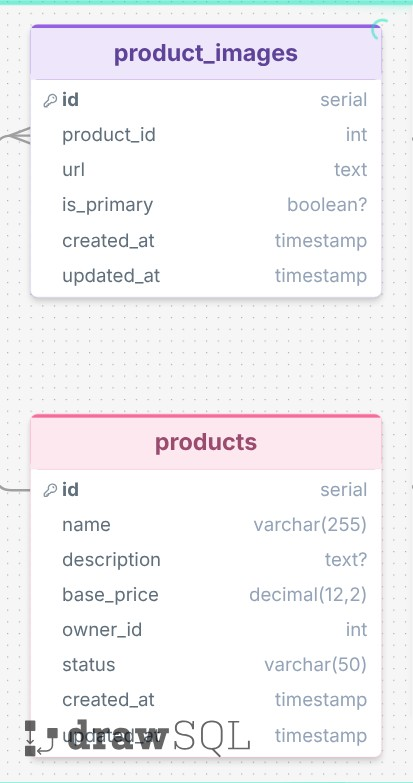 product_images
id serial
product_id int
url text
is_primary boolean?
created_at timestamp
updated_at timestamp
products
id serial
name varchar(255)
description text?
base_price decimal(12,2)
owner_id int
status varchar(50)
created_at timestamp
updated_at timestamp
drawSQL